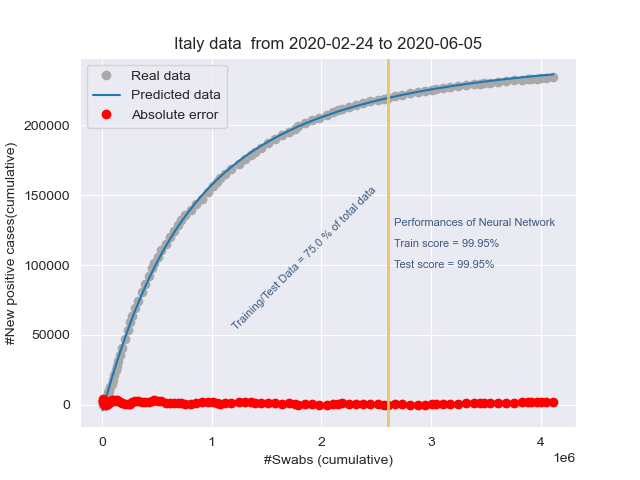 Italy data  from 2020-02-24 to 2020-06-05
Real data
Predicted data
Absolute error
200000
150000
100000
50000
0
#New positive cases(cumulative)
Training/Test Data = 75.0 % of total data
Performances of Neural Network
Train score = 99.95%
Test score = 99.95%
0 1 2 3 4
1e6
#Swabs (cumulative)